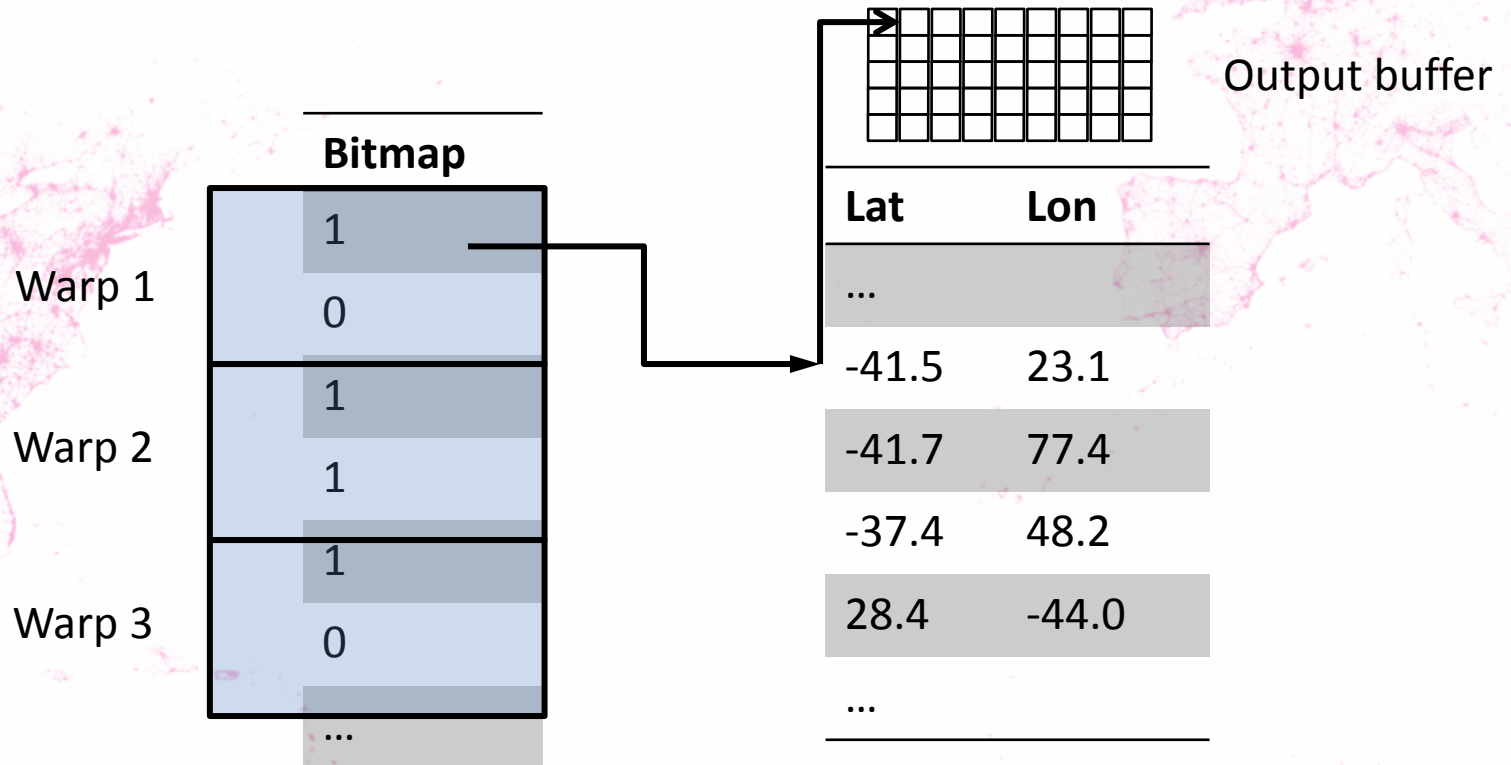 Output buffer
Bitmap
Warp 1
1
0
Warp 2
1
1
Warp 3
1
0
...
Lat Lon
...
-41.5 23.1
-41.7 77.4
-37.4 48.2
28.4 -44.0
...